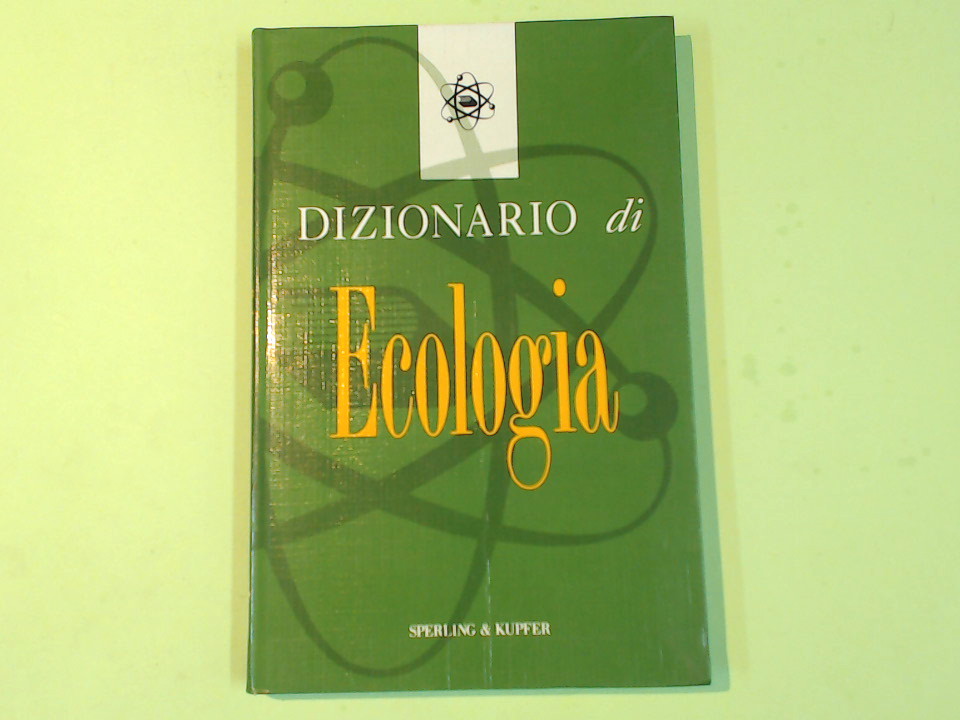 DIZIONARIO di
Ecologia
SPERLING & KUPFER